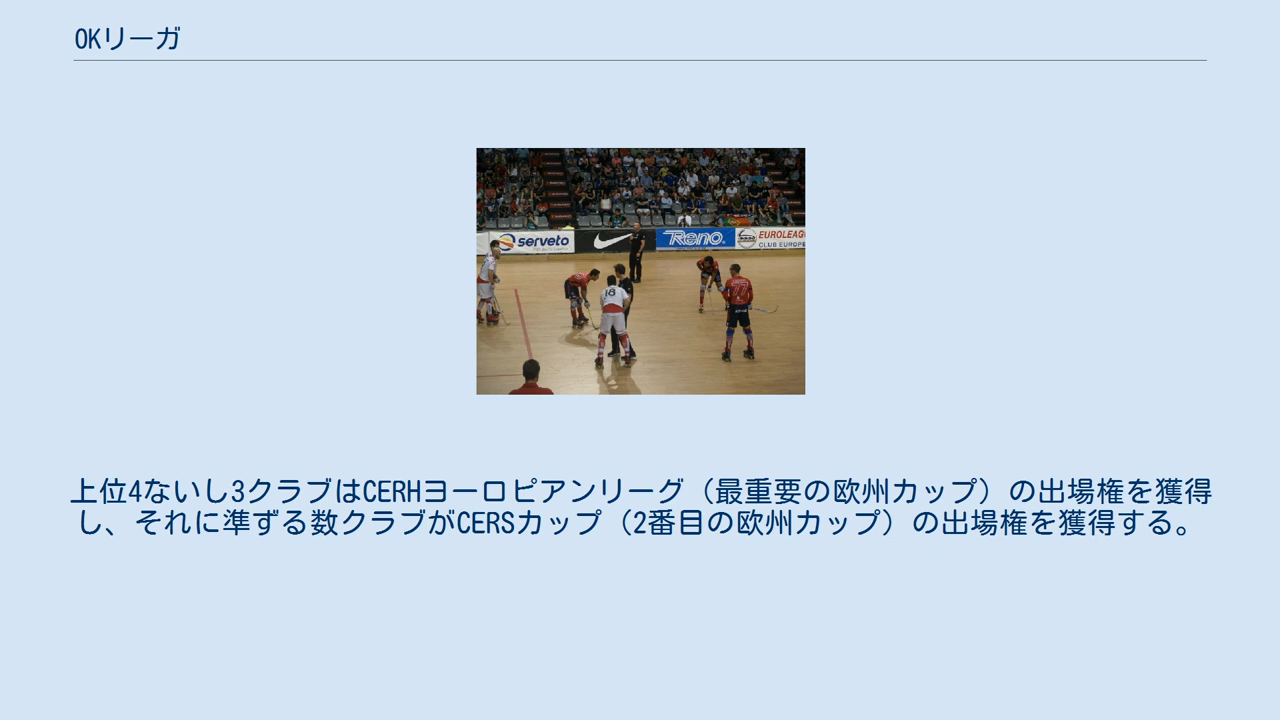 OKリーガ
serveto
Reno
EUROLEAG
CLUB EUROPE
18
77
上位4ないし3クラブはCERHヨーロピアンリーグ（最重要の欧州カップ）の出場権を獲得
し、それに準ずる数クラブがCERSカップ（2番目の欧州カップ）の出場権を獲得する。